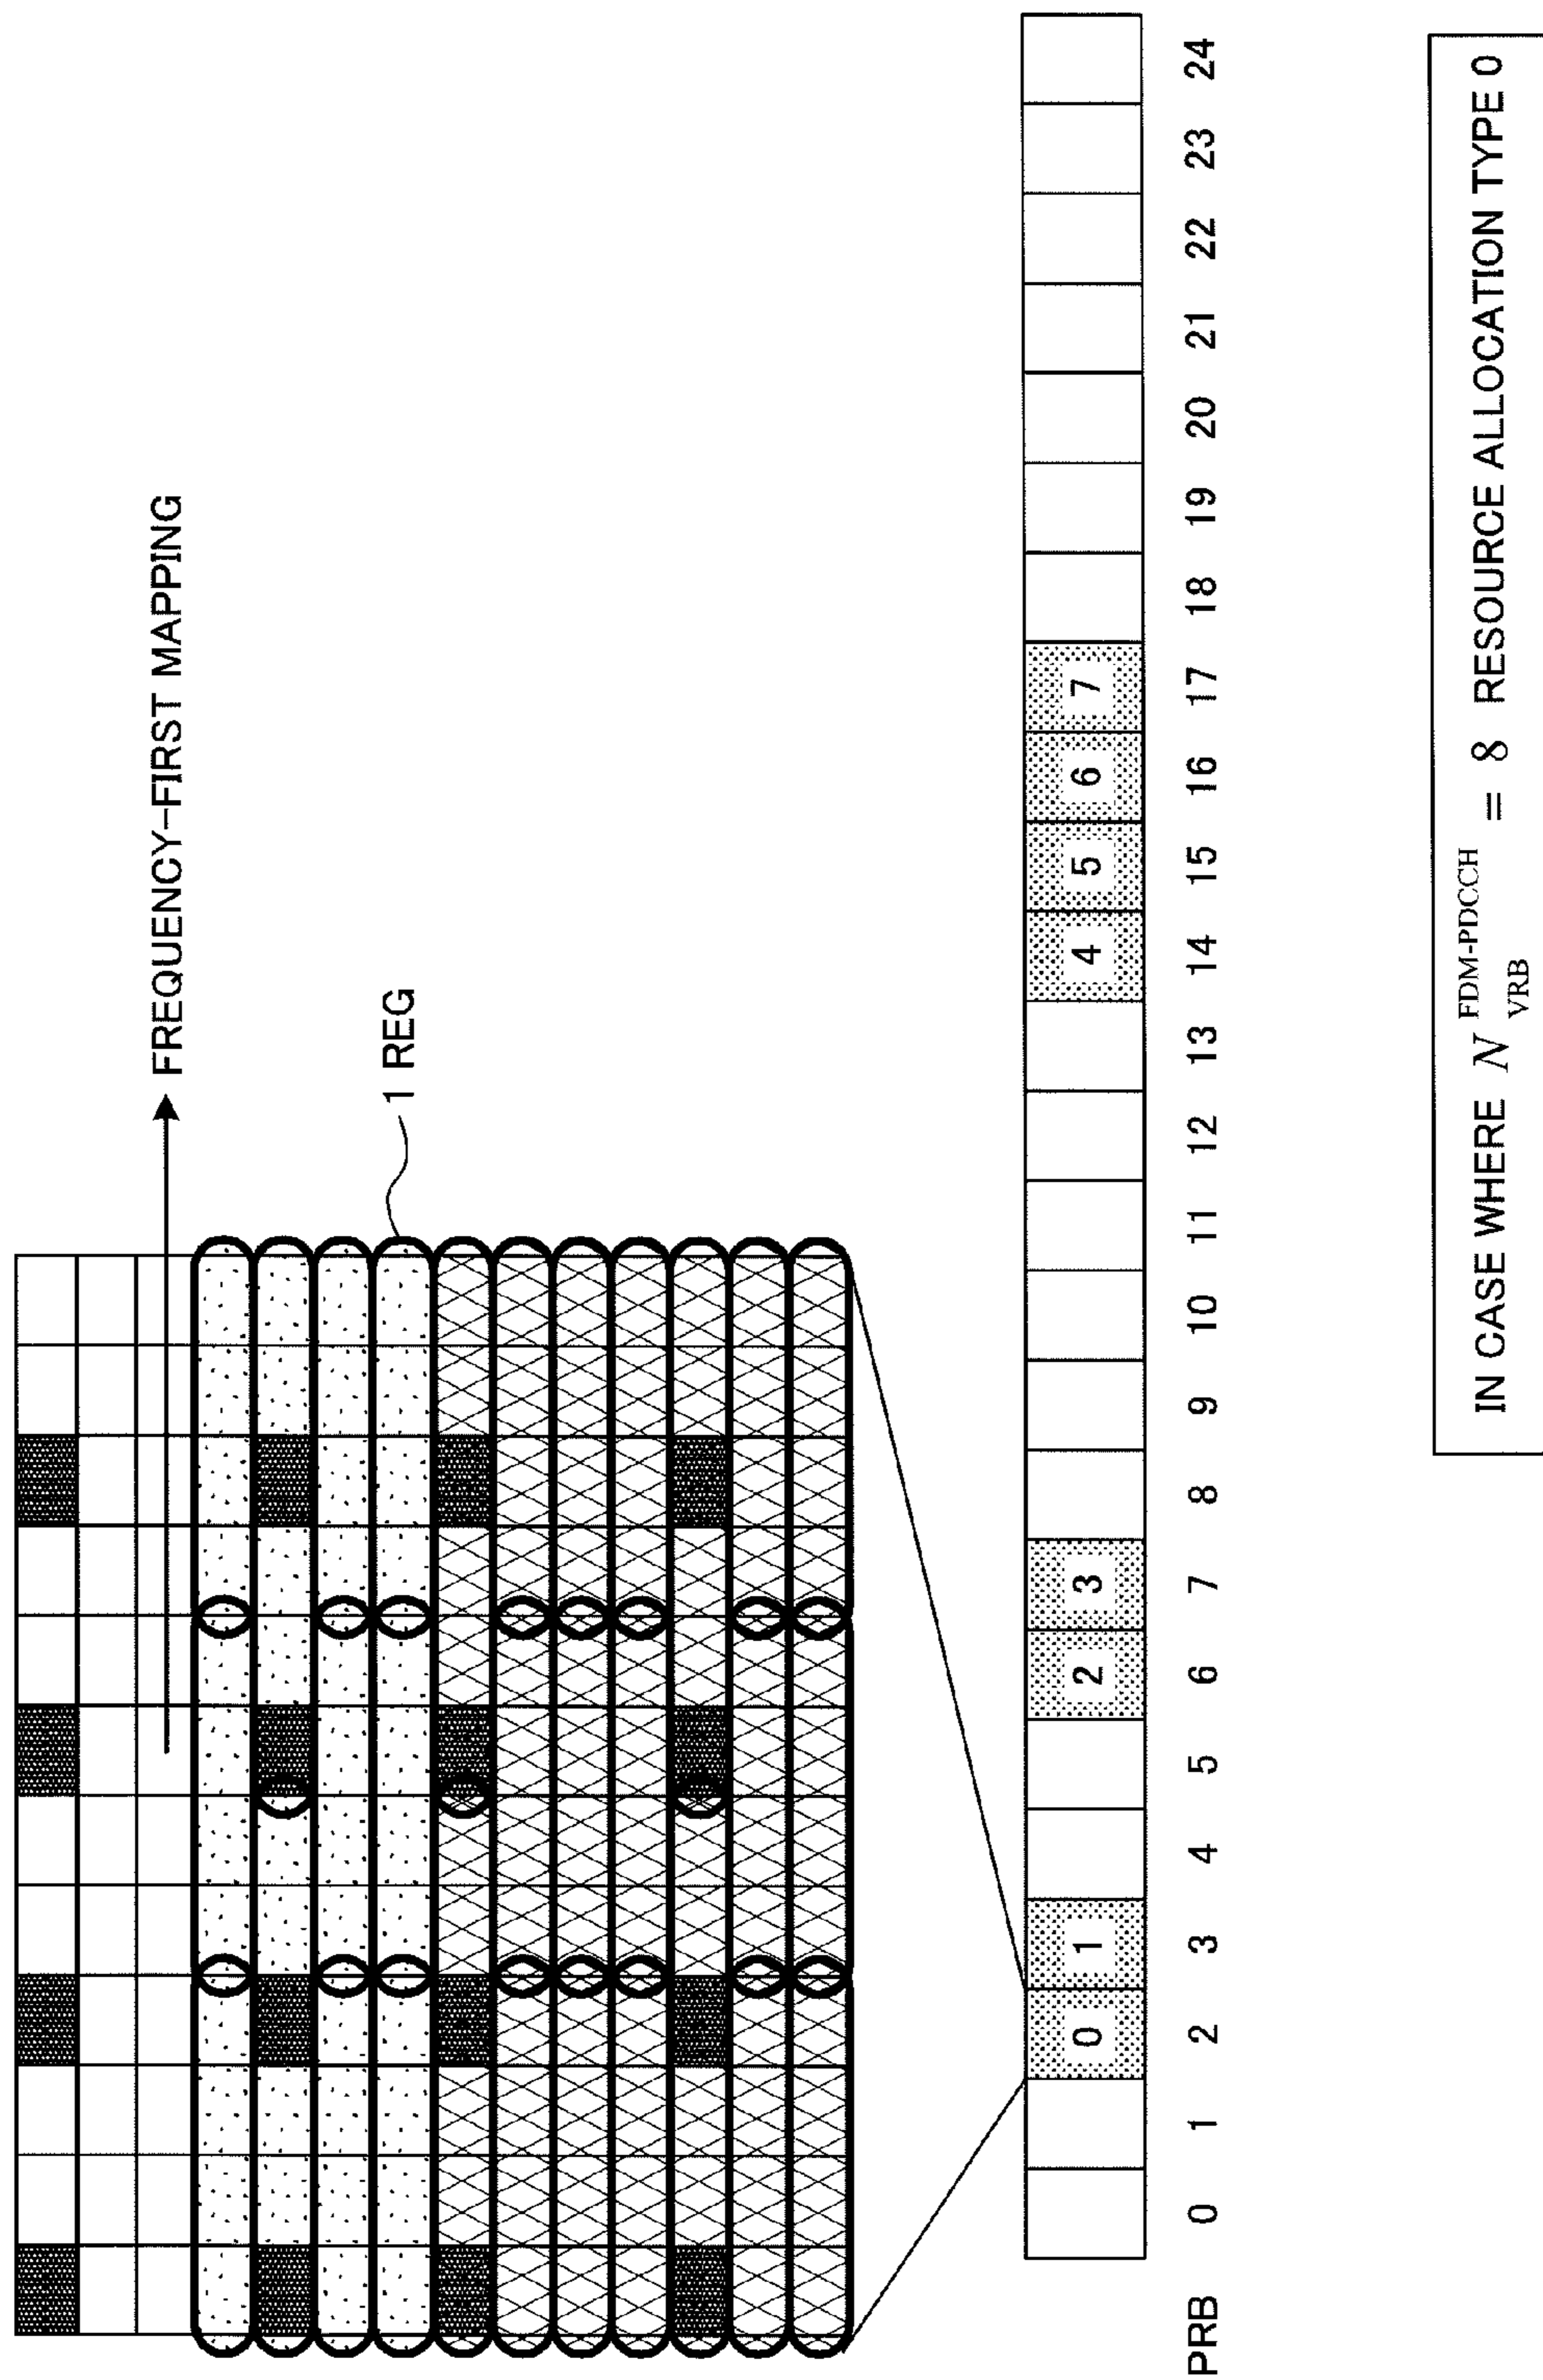 FREQUENCY-FIRST MAPPING
1 REG
0 1 2 3 4 5 6 7
PRB 0 1 2 3 4 5 6 7 8 9 10 11 12 13 14 15 16 17 18 19 20 21 22 23 24
IN CASE WHERE N FDM-PDCCH VRB = 8 RESOURCE ALLOCATION TYPE 0